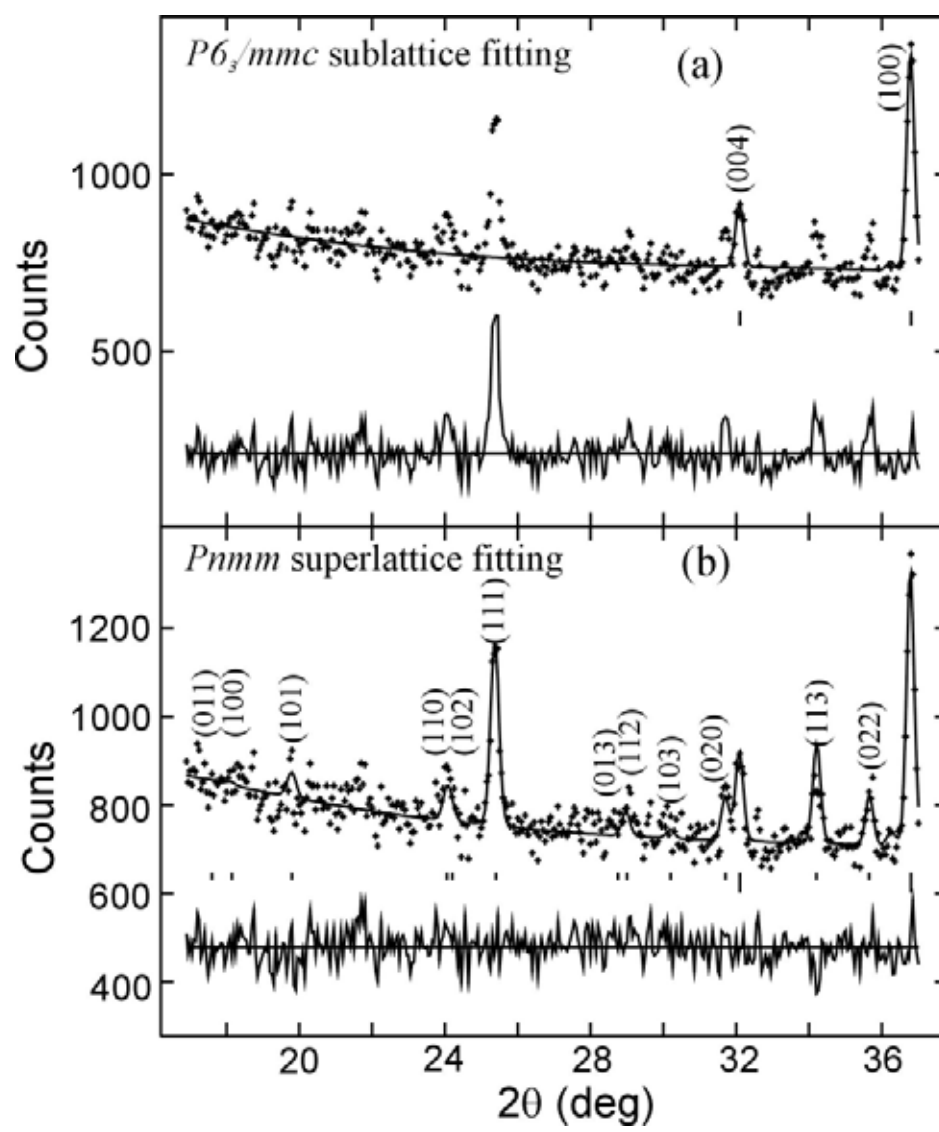 P6₃/mmc sublattice fitting
(a)
(100)
(004)
1000
500
Counts
Pnmm superlattice fitting
(b)
(111)
1200
(011)
(100)
(101)
(110)
(102)
(013)
(112)
(103)
(020)
(113)
(022)
1000
800
600
400
Counts
20 24 28 32 36
2θ (deg)